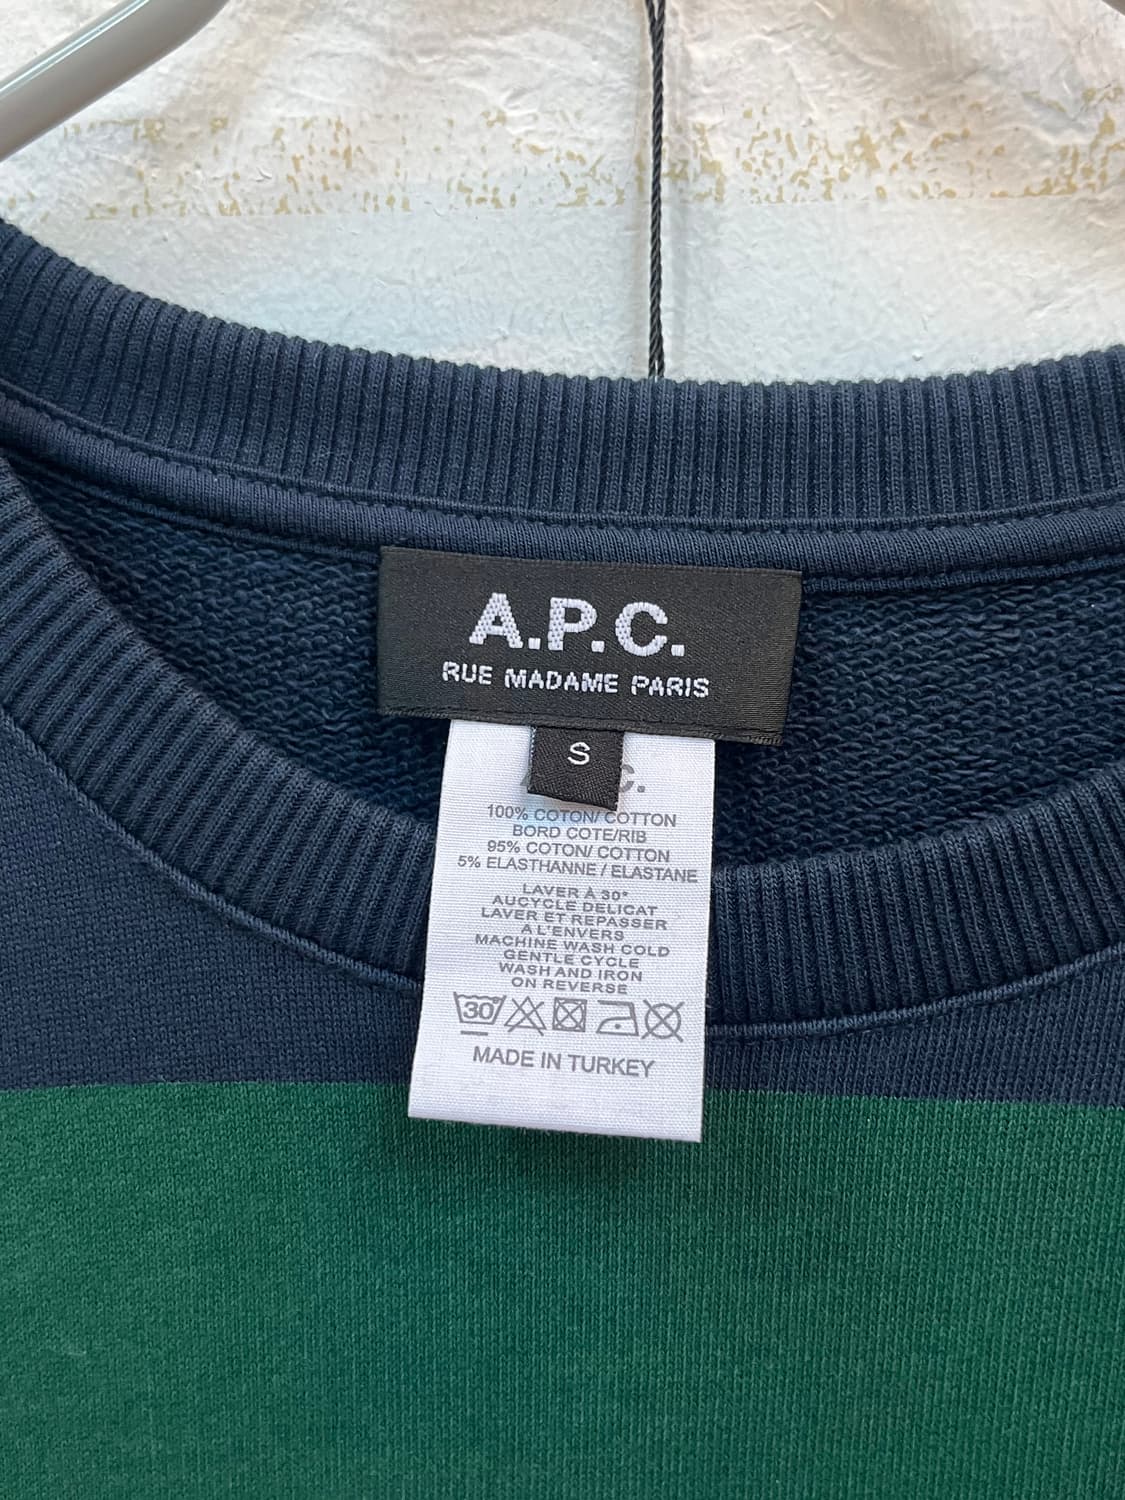 A.P.C.
RUE MADAME PARIS
S
C.
100% COTON/ COTTON
BORD COTE/RIB
95% COTON/ COTTON
5% ELASTHANNE / ELASTANE
LAVER À 30°
AUCYCLE DELICAT
LAVER ET REPASSER
A L'ENVERS
MACHINE WASH COLD
GENTLE CYCLE
WASH AND IRON
ON REVERSE
30
MADE IN TURKEY